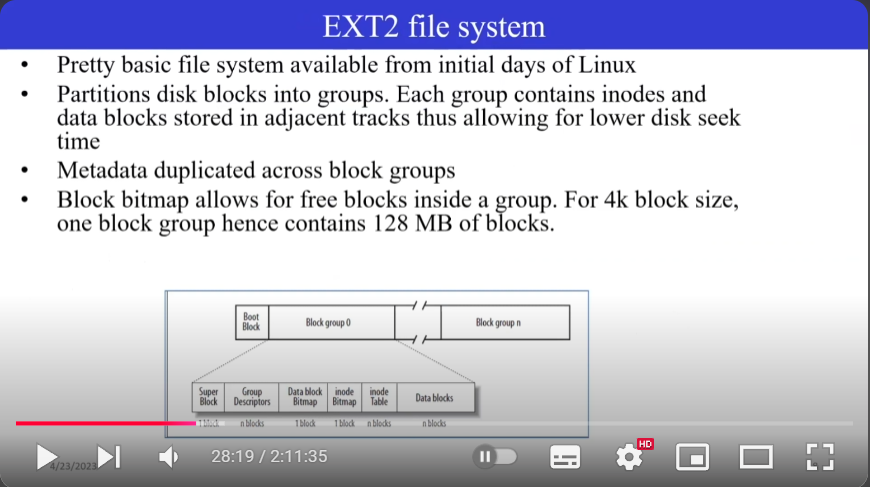 EXT2 file system
• Pretty basic file system available from initial days of Linux
• Partitions disk blocks into groups. Each group contains inodes and
data blocks stored in adjacent tracks thus allowing for lower disk seek
time
• Metadata duplicated across block groups
• Block bitmap allows for free blocks inside a group. For 4k block size,
one block group hence contains 128 MB of blocks.
Boot
Block
Block group 0
Block group n
Super
Block
Group
Descriptors
Data block
Bitmap
inode
Bitmap
inode
Table
Data blocks
1 block
n blocks
1 block
1 block
n blocks
n blocks
4/23/2023
28:19 / 2:11:35
HD